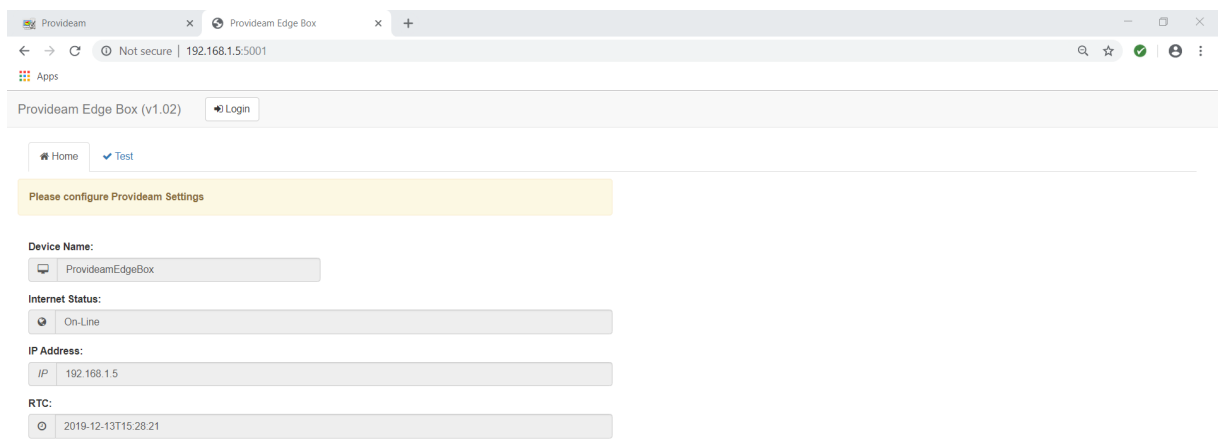 Provideam
Provideam Edge Box
Not secure | 192.168.1.5:5001
Apps
Provideam Edge Box (v1.02)
Login
Home
Test
Please configure Provideam Settings
Device Name:
ProvideamEdgeBox
Internet Status:
On-Line
IP Address:
IP 192.168.1.5
RTC:
2019-12-13T15:28:21